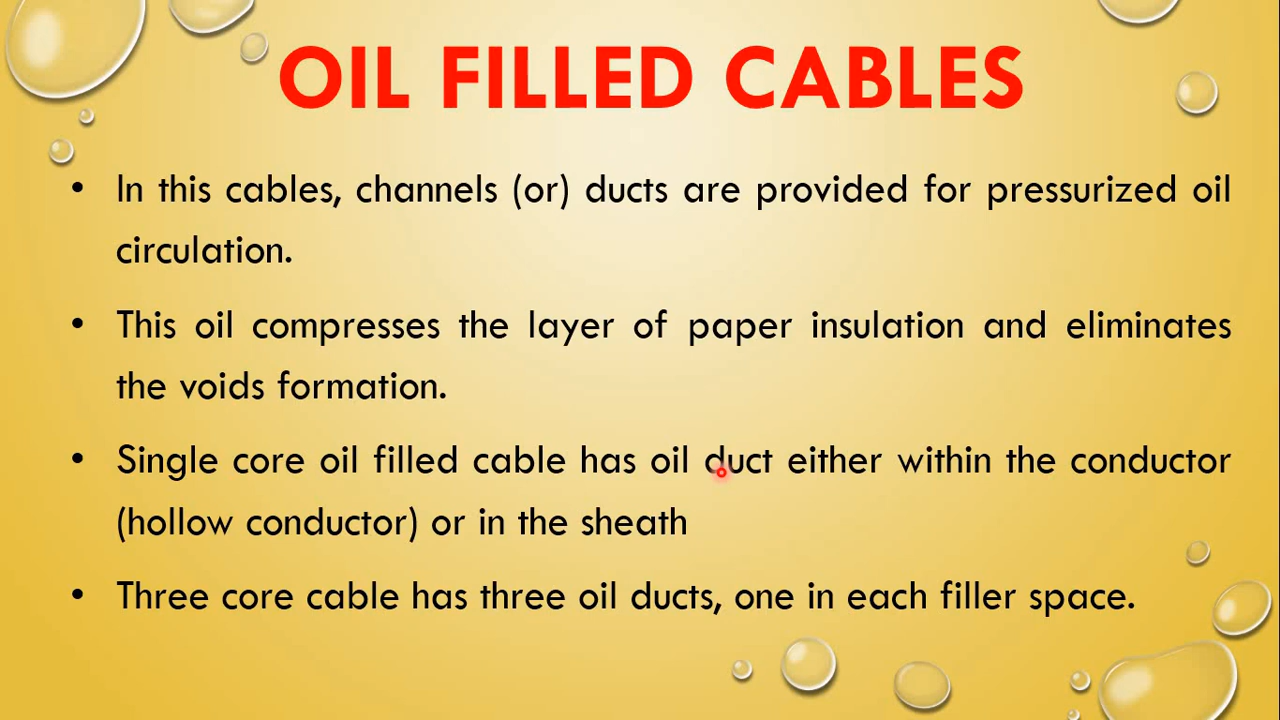 OIL FILLED CABLES
• In this cables, channels (or) ducts are provided for pressurized oil
circulation.
• This oil compresses the layer of paper insulation and eliminates
the voids formation.
• Single core oil filled cable has oil duct either within the conductor
(hollow conductor) or in the sheath
• Three core cable has three oil ducts, one in each filler space.